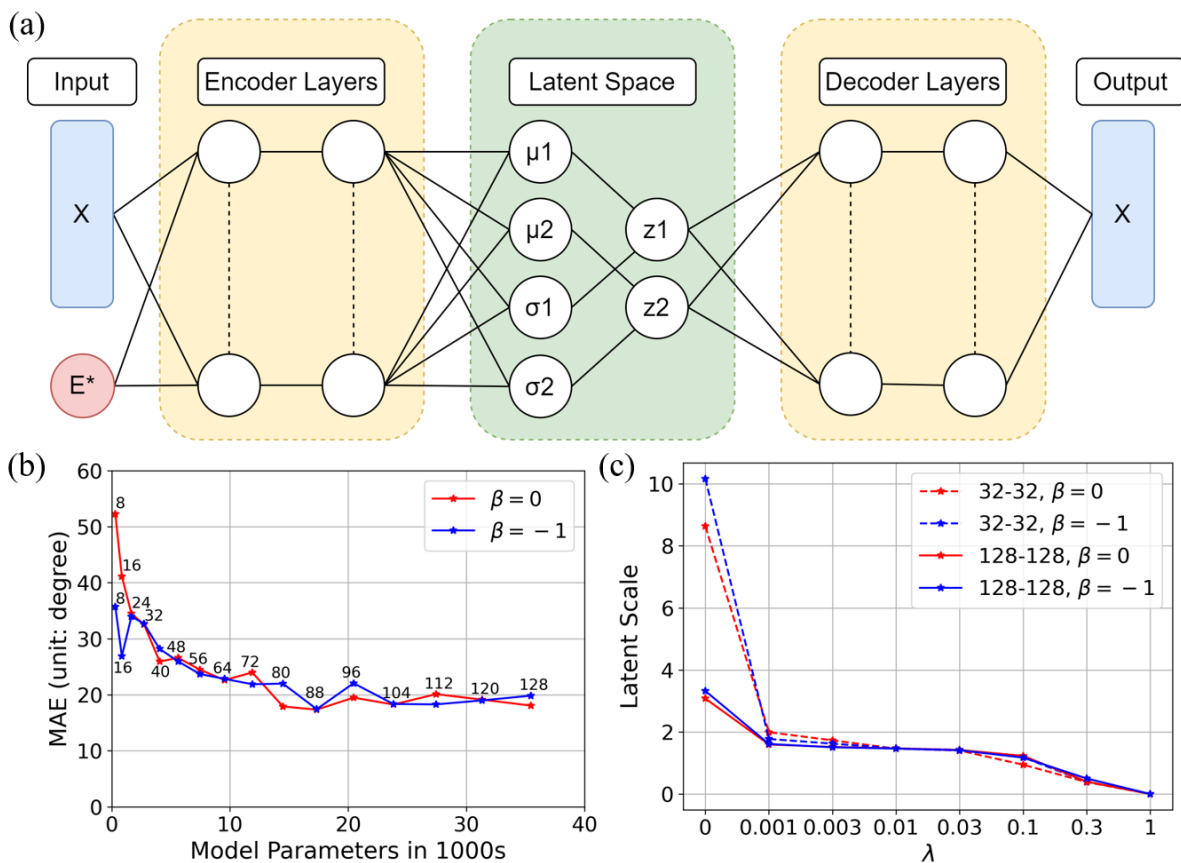 (a)
Input
Encoder Layers
Latent Space
Decoder Layers
Output
X
E*
μ1
μ2
σ1
σ2
z1
z2
X
(b)
MAE (unit: degree)
60
50
40
30
20
10
0
0
10
20
30
40
Model Parameters in 1000s
β = 0
β = −1
8
16
8
16
24
32
40
48
56
64
72
80
88
96
104
112
120
128
(c)
Latent Scale
10
8
6
4
2
0
0
0.001
0.003
0.01
0.03
0.1
0.3
1
λ
32-32, β = 0
32-32, β = −1
128-128, β = 0
128-128, β = −1